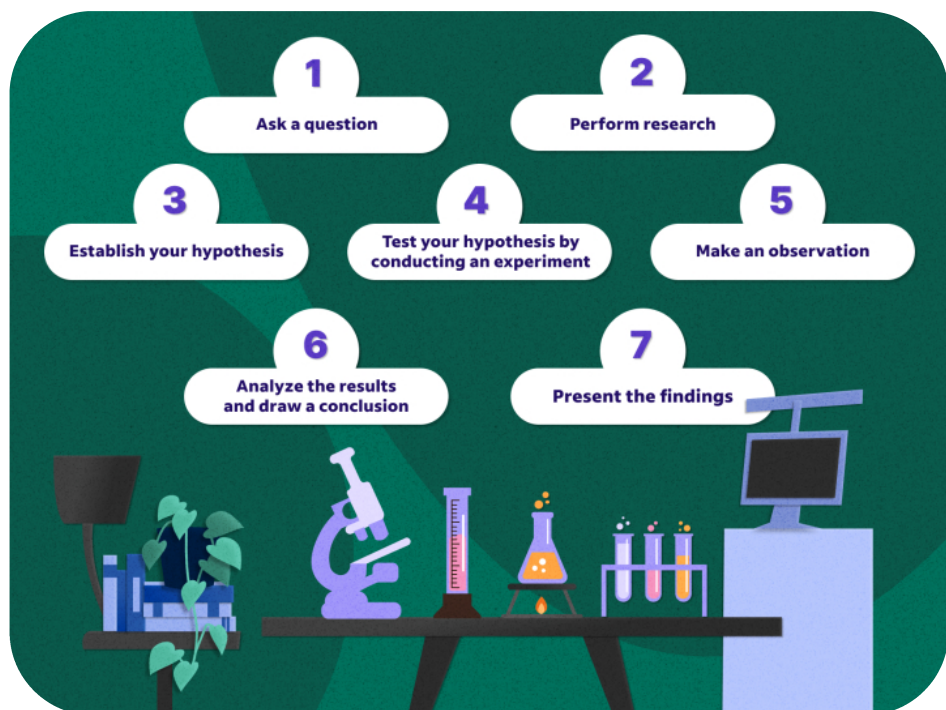 1
Ask a question
2
Perform research
3
Establish your hypothesis
4
Test your hypothesis by
conducting an experiment
5
Make an observation
6
Analyze the results
and draw a conclusion
7
Present the findings